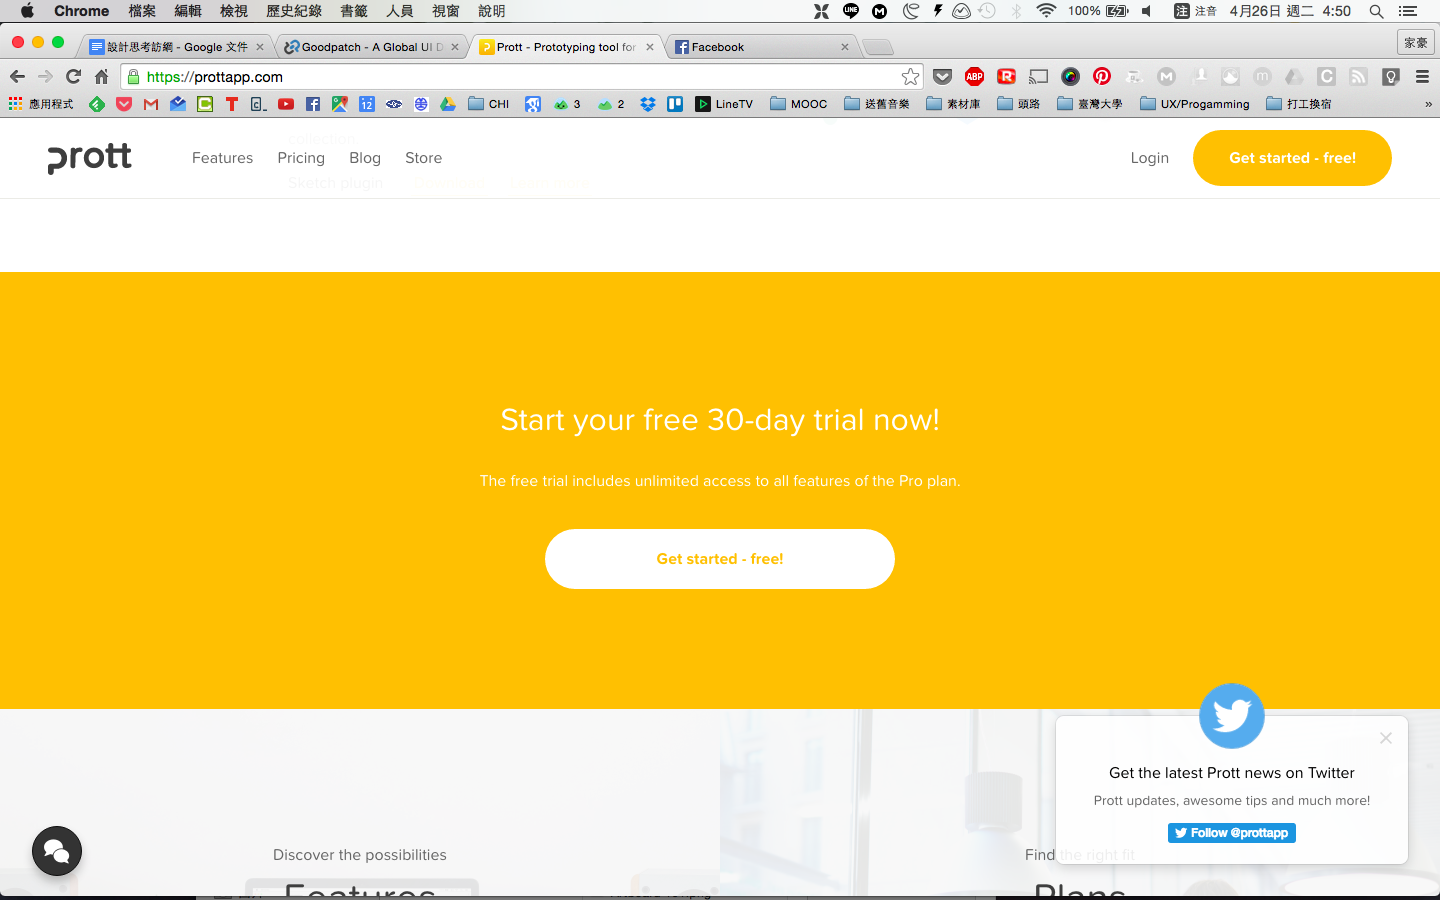 Chrome 檔案 編輯 檢視 歷史紀錄 書籤 人員 視窗 說明 100% 注 注音 4月26日 週二 4:50
設計思考訪綱 - Google 文件 Goodpatch - A Global UI D Prott - Prototyping tool for Facebook 家豪
https://prottapp.com
應用程式 CHI 3 2 LineTV MOOC 送舊音樂 素材庫 頭路 臺灣大學 UX/Progamming 打工換宿 »
collection
prott Features Pricing Blog Store Login Get started - free!
Sketch plugin
Start your free 30-day trial now!
The free trial includes unlimited access to all features of the Pro plan.
Get started - free!
Get the latest Prott news on Twitter
Prott updates, awesome tips and much more!
Follow @prottapp
Discover the possibilities
Find the right fit
Features
Plans